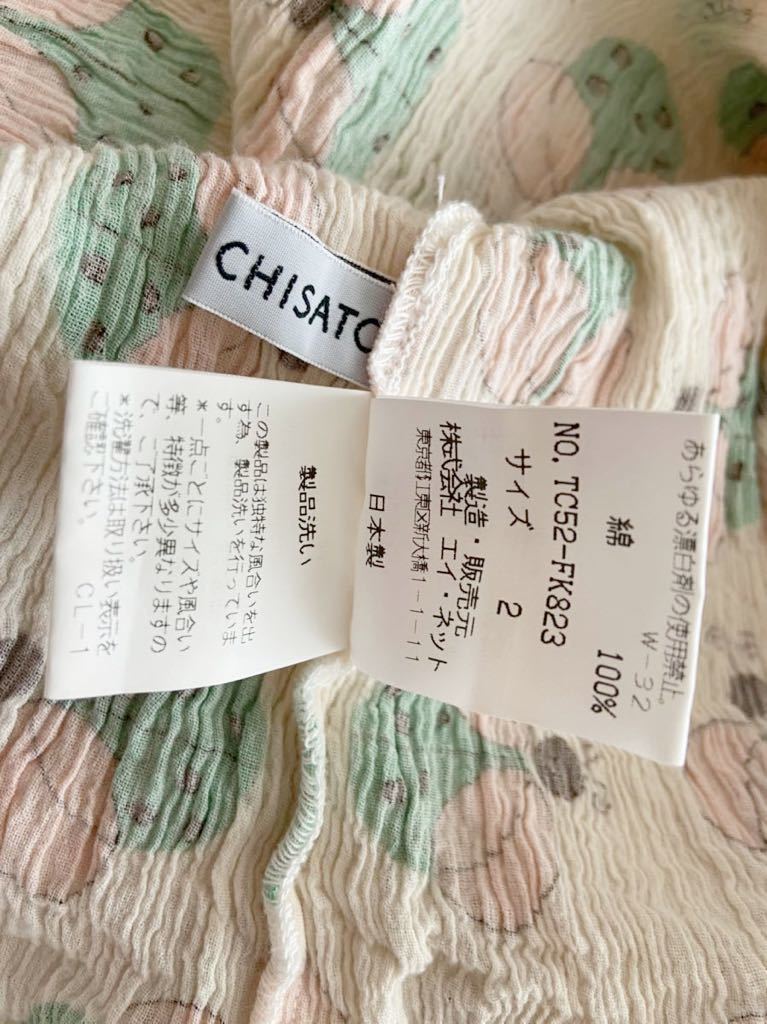 CHISATO
この製品は独特な風合いを出
す為、製品洗いを行っていま
す。
*一点ごとにサイズや風合い
等、特徴が多少異なりますの
で、ご了承下さい。
*洗濯方法は取り扱い表示を
ご確認下さい。
CL-1
製品洗い
あらゆる漂白剤の使用禁止。
W-32
綿 100%
NO. TC52-FK823
サイズ 2
製造・販売元
株式会社 エイ・ネット
東京都江東区新大橋1-1-11
日本製